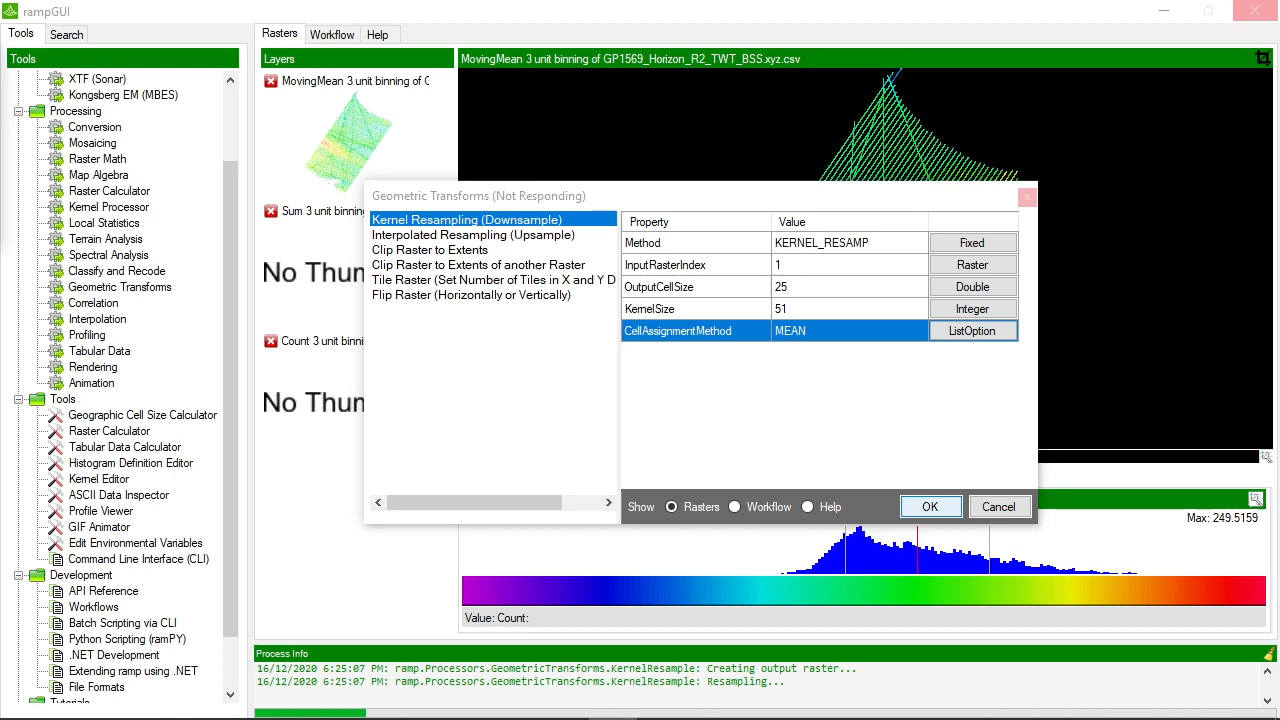 rampGUI
Tools Search
Tools
XTF (Sonar)
Kongsberg EM (MBES)
Processing
Conversion
Mosaicing
Raster Math
Map Algebra
Raster Calculator
Kernel Processor
Local Statistics
Terrain Analysis
Spectral Analysis
Classify and Recode
Geometric Transforms
Correlation
Interpolation
Profiling
Tabular Data
Rendering
Animation
Tools
Geographic Cell Size Calculator
Raster Calculator
Tabular Data Calculator
Histogram Definition Editor
Kernel Editor
ASCII Data Inspector
Profile Viewer
GIF Animator
Edit Environmental Variables
Command Line Interface (CLI)
Development
API Reference
Workflows
Batch Scripting via CLI
Python Scripting (ramPY)
.NET Development
Extending ramp using .NET
File Formats
Tutorials
Rasters Workflow Help
Layers
MovingMean 3 unit binning of G
Sum 3 unit binning
No Thum
Count 3 unit binni
No Thum
MovingMean 3 unit binning of GP1569_Horizon_R2_TWT_BSS.xyz.csv
Geometric Transforms (Not Responding)
Kernel Resampling (Downsample)
Interpolated Resampling (Upsample)
Clip Raster to Extents
Clip Raster to Extents of another Raster
Tile Raster (Set Number of Tiles in X and Y D
Flip Raster (Horizontally or Vertically)
Property Value
Method KERNEL_RESAMP Fixed
InputRasterIndex 1 Raster
OutputCellSize 25 Double
KernelSize 51 Integer
CellAssignmentMethod MEAN ListOption
Show Rasters Workflow Help OK Cancel
Max: 249.5159
Value: Count:
Process Info
16/12/2020 6:25:07 PM: ramp.Processors.GeometricTransforms.KernelResample: Creating output raster...
16/12/2020 6:25:07 PM: ramp.Processors.GeometricTransforms.KernelResample: Resampling...